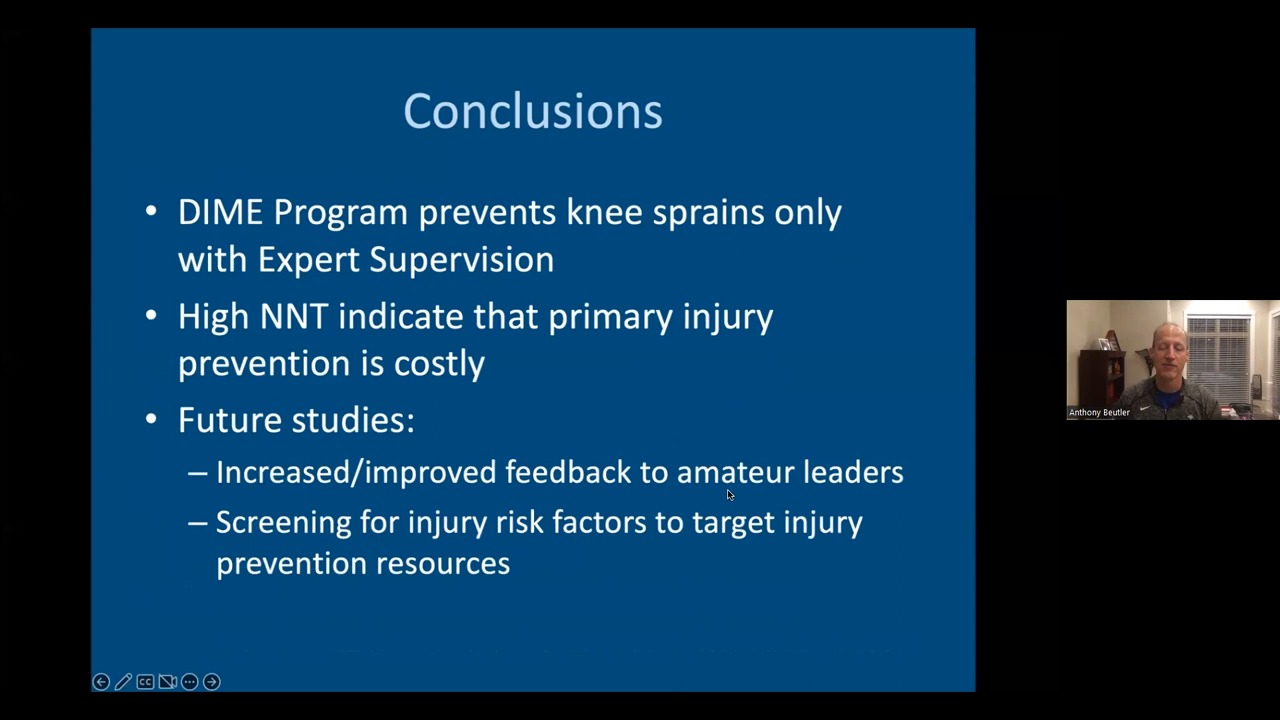 Conclusions
• DIME Program prevents knee sprains only
with Expert Supervision
• High NNT indicate that primary injury
prevention is costly
• Future studies:
– Increased/improved feedback to amateur leaders
– Screening for injury risk factors to target injury
prevention resources
Anthony Beutler
CC